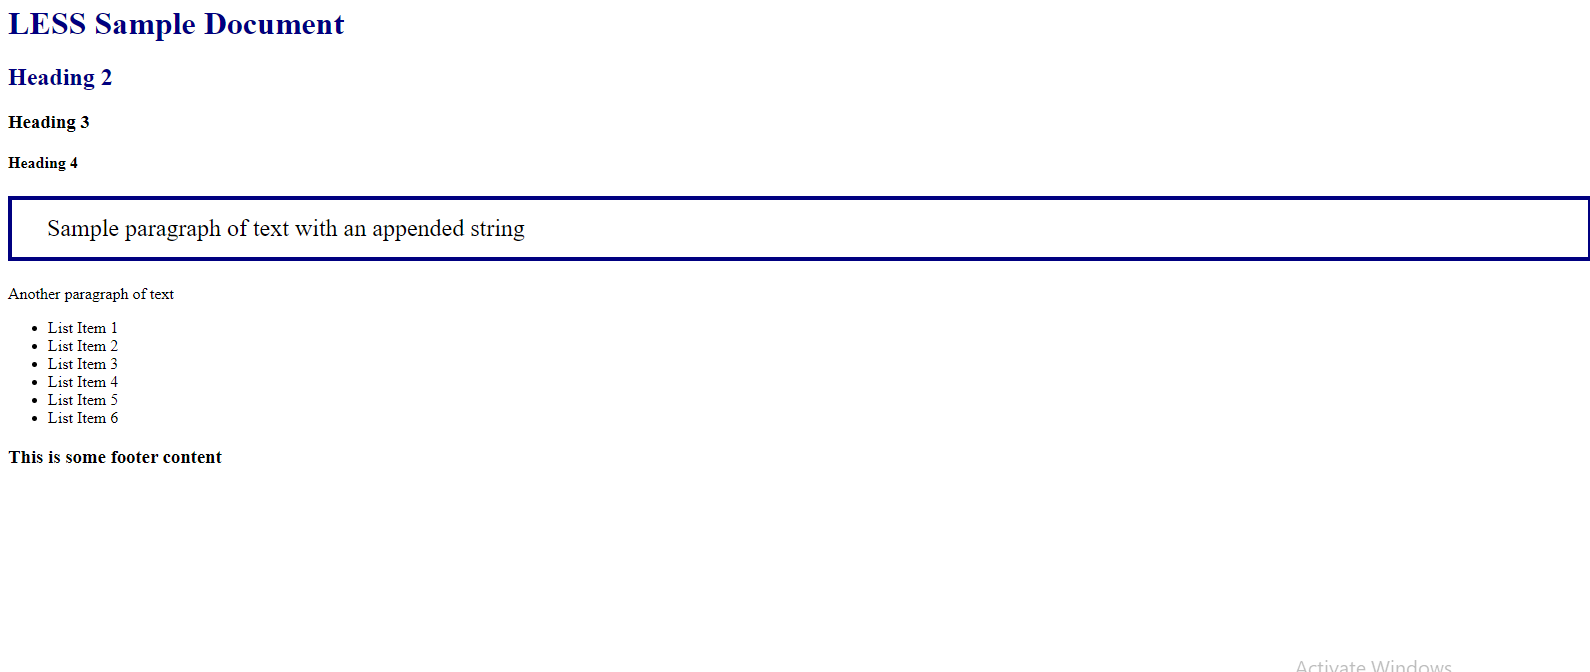 LESS Sample Document
Heading 2
Heading 3
Heading 4
Sample paragraph of text with an appended string
Another paragraph of text
List Item 1
List Item 2
List Item 3
List Item 4
List Item 5
List Item 6
This is some footer content
Activate Windows